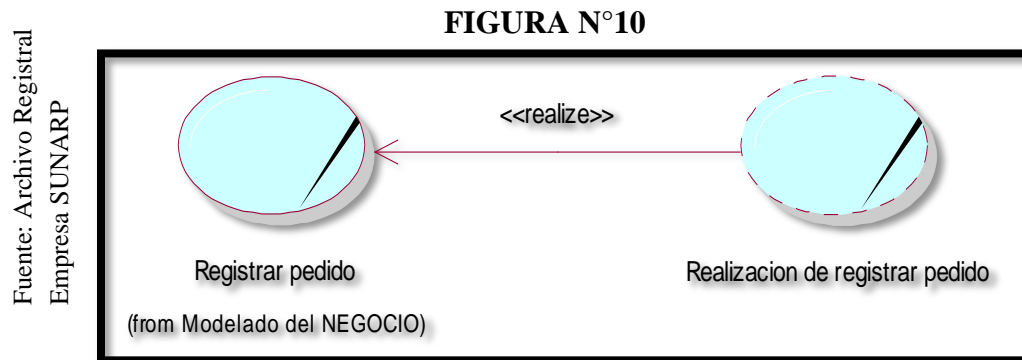 FIGURA N°10
Fuente: Archivo Registral
Empresa SUNARP
<<realize>>
Registrar pedido
(from Modelado del NEGOCIO)
Realizacion de registrar pedido